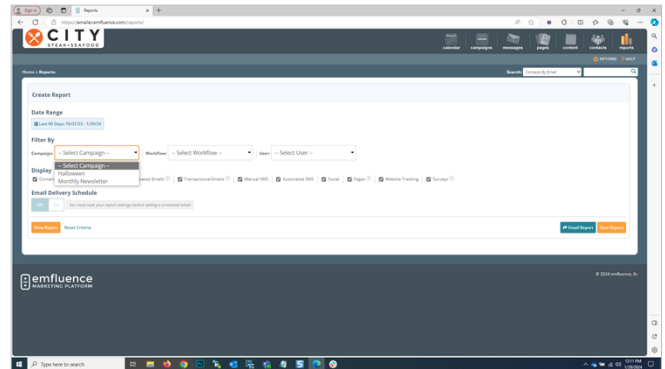 Sign in
Reports
https://emailer.emfluence.com/reports/
CITY
STEAK+SEAFOOD
calendar campaigns messages pages content contacts reports
OPTIONS HELP
Home > Reports
Search: Contacts By Email
Create Report
Date Range
Last 90 Days: 10/31/23 - 1/29/24
Filter By
Campaign: -- Select Campaign -- Workflow: -- Select Workflow -- User: -- Select User --
-- Select Campaign --
Halloween
Monthly Newsletter
Display
Emails Transactional Emails Manual SMS Automated SMS Social Pages Website Tracking Surveys
Email Delivery Schedule
Off
You must save your report settings before adding a scheduled email
View Report Reset Criteria Email Report Save Report
emfluence
MARKETING PLATFORM
© 2024 emfluence, llc
Type here to search
12:11 PM
1/29/2024